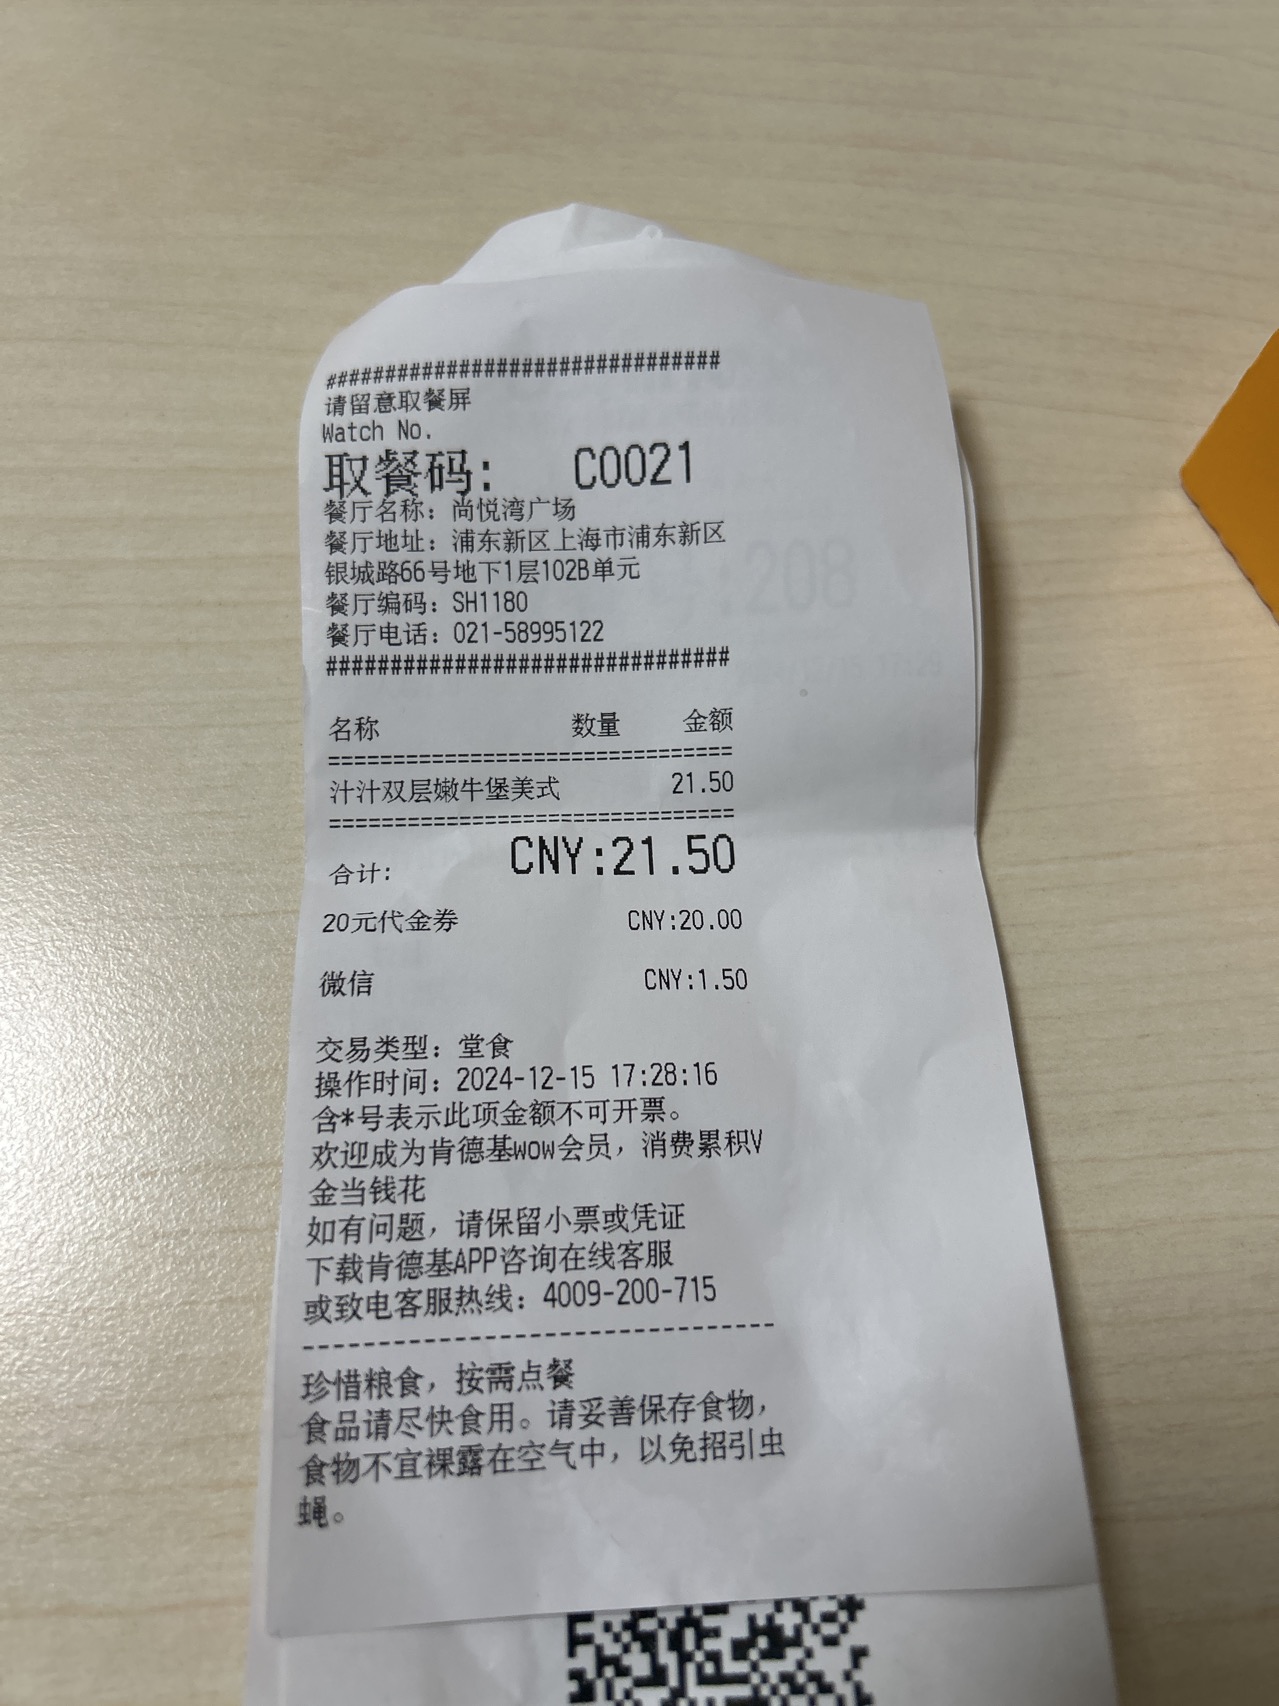 ###############################
请留意取餐屏
Watch No.
取餐码: C0021
餐厅名称: 尚悦湾广场
餐厅地址: 浦东新区上海市浦东新区
银城路66号地下1层102B单元
餐厅编码: SH1180
餐厅电话: 021-58995122
###############################
名称 数量 金额
===============================
汁汁双层嫩牛堡美式 21.50
===============================
合计: CNY:21.50
20元代金券 CNY:20.00
微信 CNY:1.50
交易类型: 堂食
操作时间: 2024-12-15 17:28:16
含*号表示此项金额不可开票。
欢迎成为肯德基wow会员，消费累积V
金当钱花
如有问题，请保留小票或凭证
下载肯德基APP咨询在线客服
或致电客服热线: 4009-200-715
-------------------------------
珍惜粮食，按需点餐
食品请尽快食用。请妥善保存食物，
食物不宜裸露在空气中，以免招引虫
蝇。